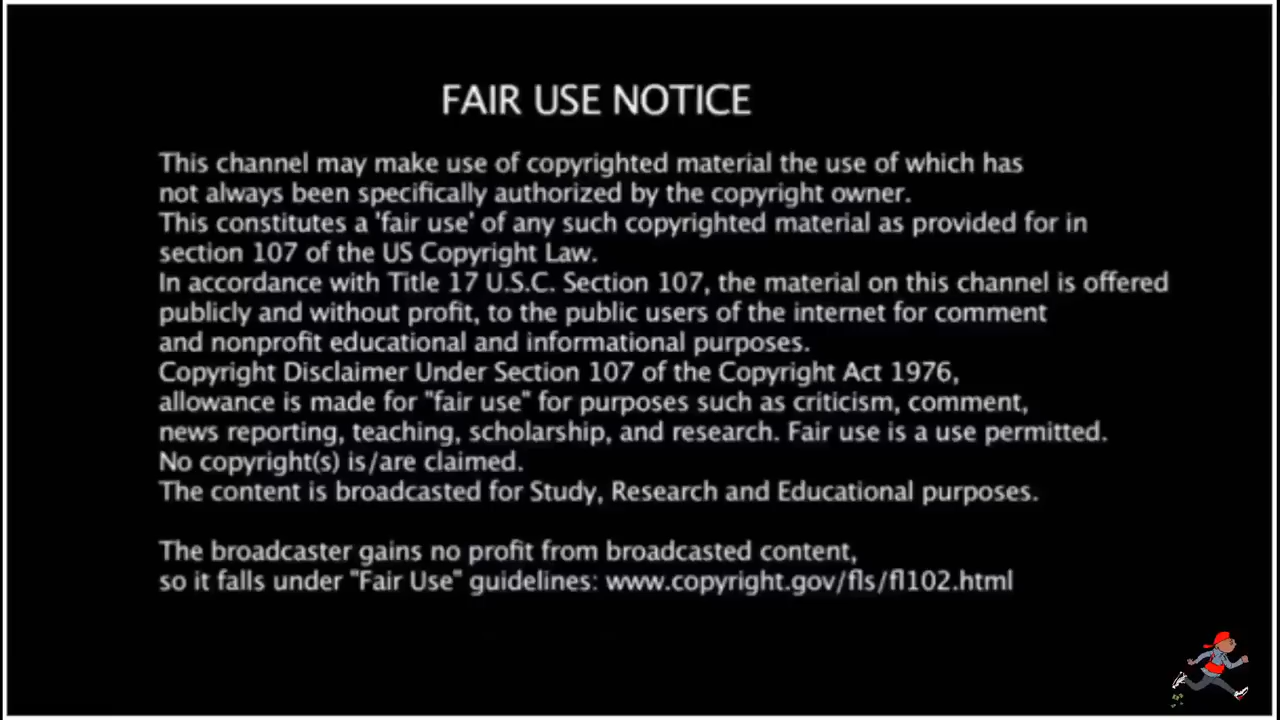 FAIR USE NOTICE
This channel may make use of copyrighted material the use of which has
not always been specifically authorized by the copyright owner.
This constitutes a 'fair use' of any such copyrighted material as provided for in
section 107 of the US Copyright Law.
In accordance with Title 17 U.S.C. Section 107, the material on this channel is offered
publicly and without profit, to the public users of the internet for comment
and nonprofit educational and informational purposes.
Copyright Disclaimer Under Section 107 of the Copyright Act 1976,
allowance is made for "fair use" for purposes such as criticism, comment,
news reporting, teaching, scholarship, and research. Fair use is a use permitted.
No copyright(s) is/are claimed.
The content is broadcasted for Study, Research and Educational purposes.
The broadcaster gains no profit from broadcasted content,
so it falls under "Fair Use" guidelines: www.copyright.gov/fls/fl102.html